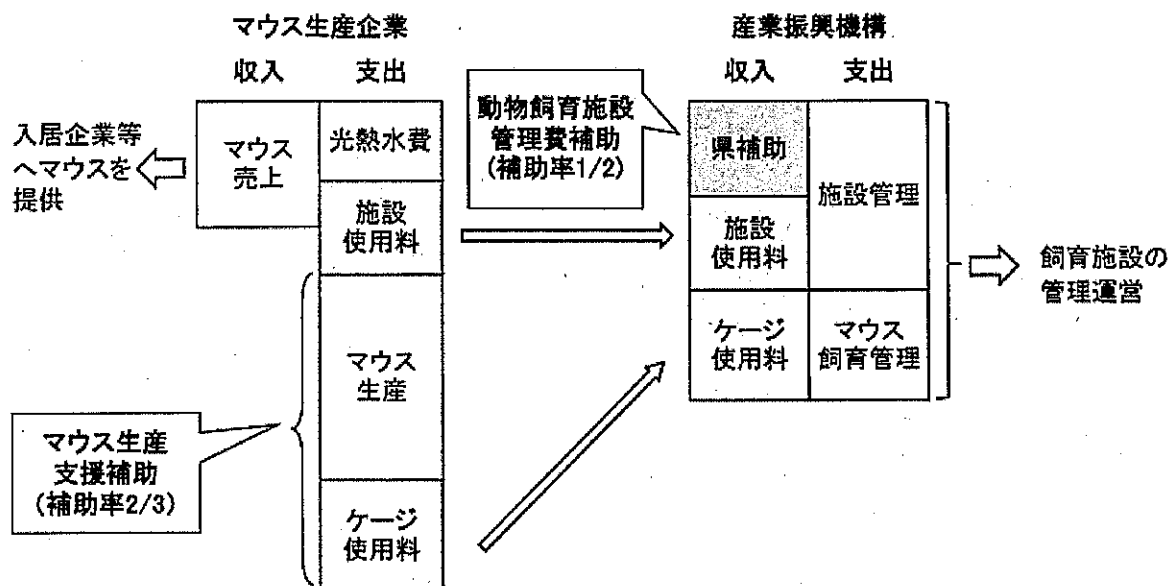 マウス生産企業
収入
支出
入居企業等
へマウスを
提供
マウス
売上
光熱水費
施設
使用料
マウス
生産
ケージ
使用料
マウス生産
支援補助
(補助率2/3)
動物飼育施設
管理費補助
(補助率1/2)
産業振興機構
収入
支出
県補助
施設
使用料
施設管理
ケージ
使用料
マウス
飼育管理
飼育施設の
管理運営